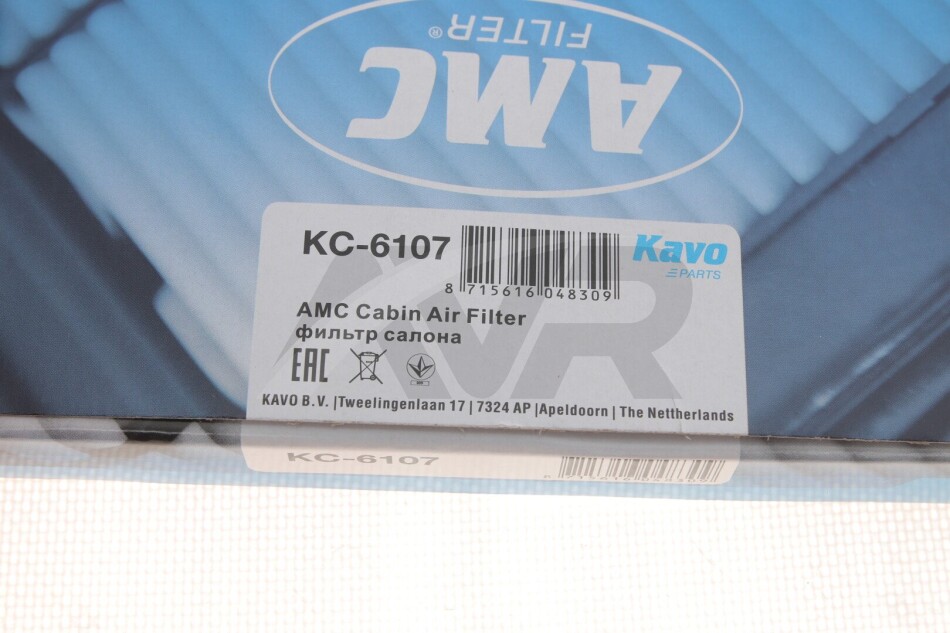 AMC
FILTER®
KC-6107
8 715616 048309
Kavo
PARTS
AMC Cabin Air Filter
фильтр салона
EAC
KAVO B.V. |Tweelingenlaan 17 | 7324 AP |Apeldoorn | The Nettherlands
KC-6107
AVR